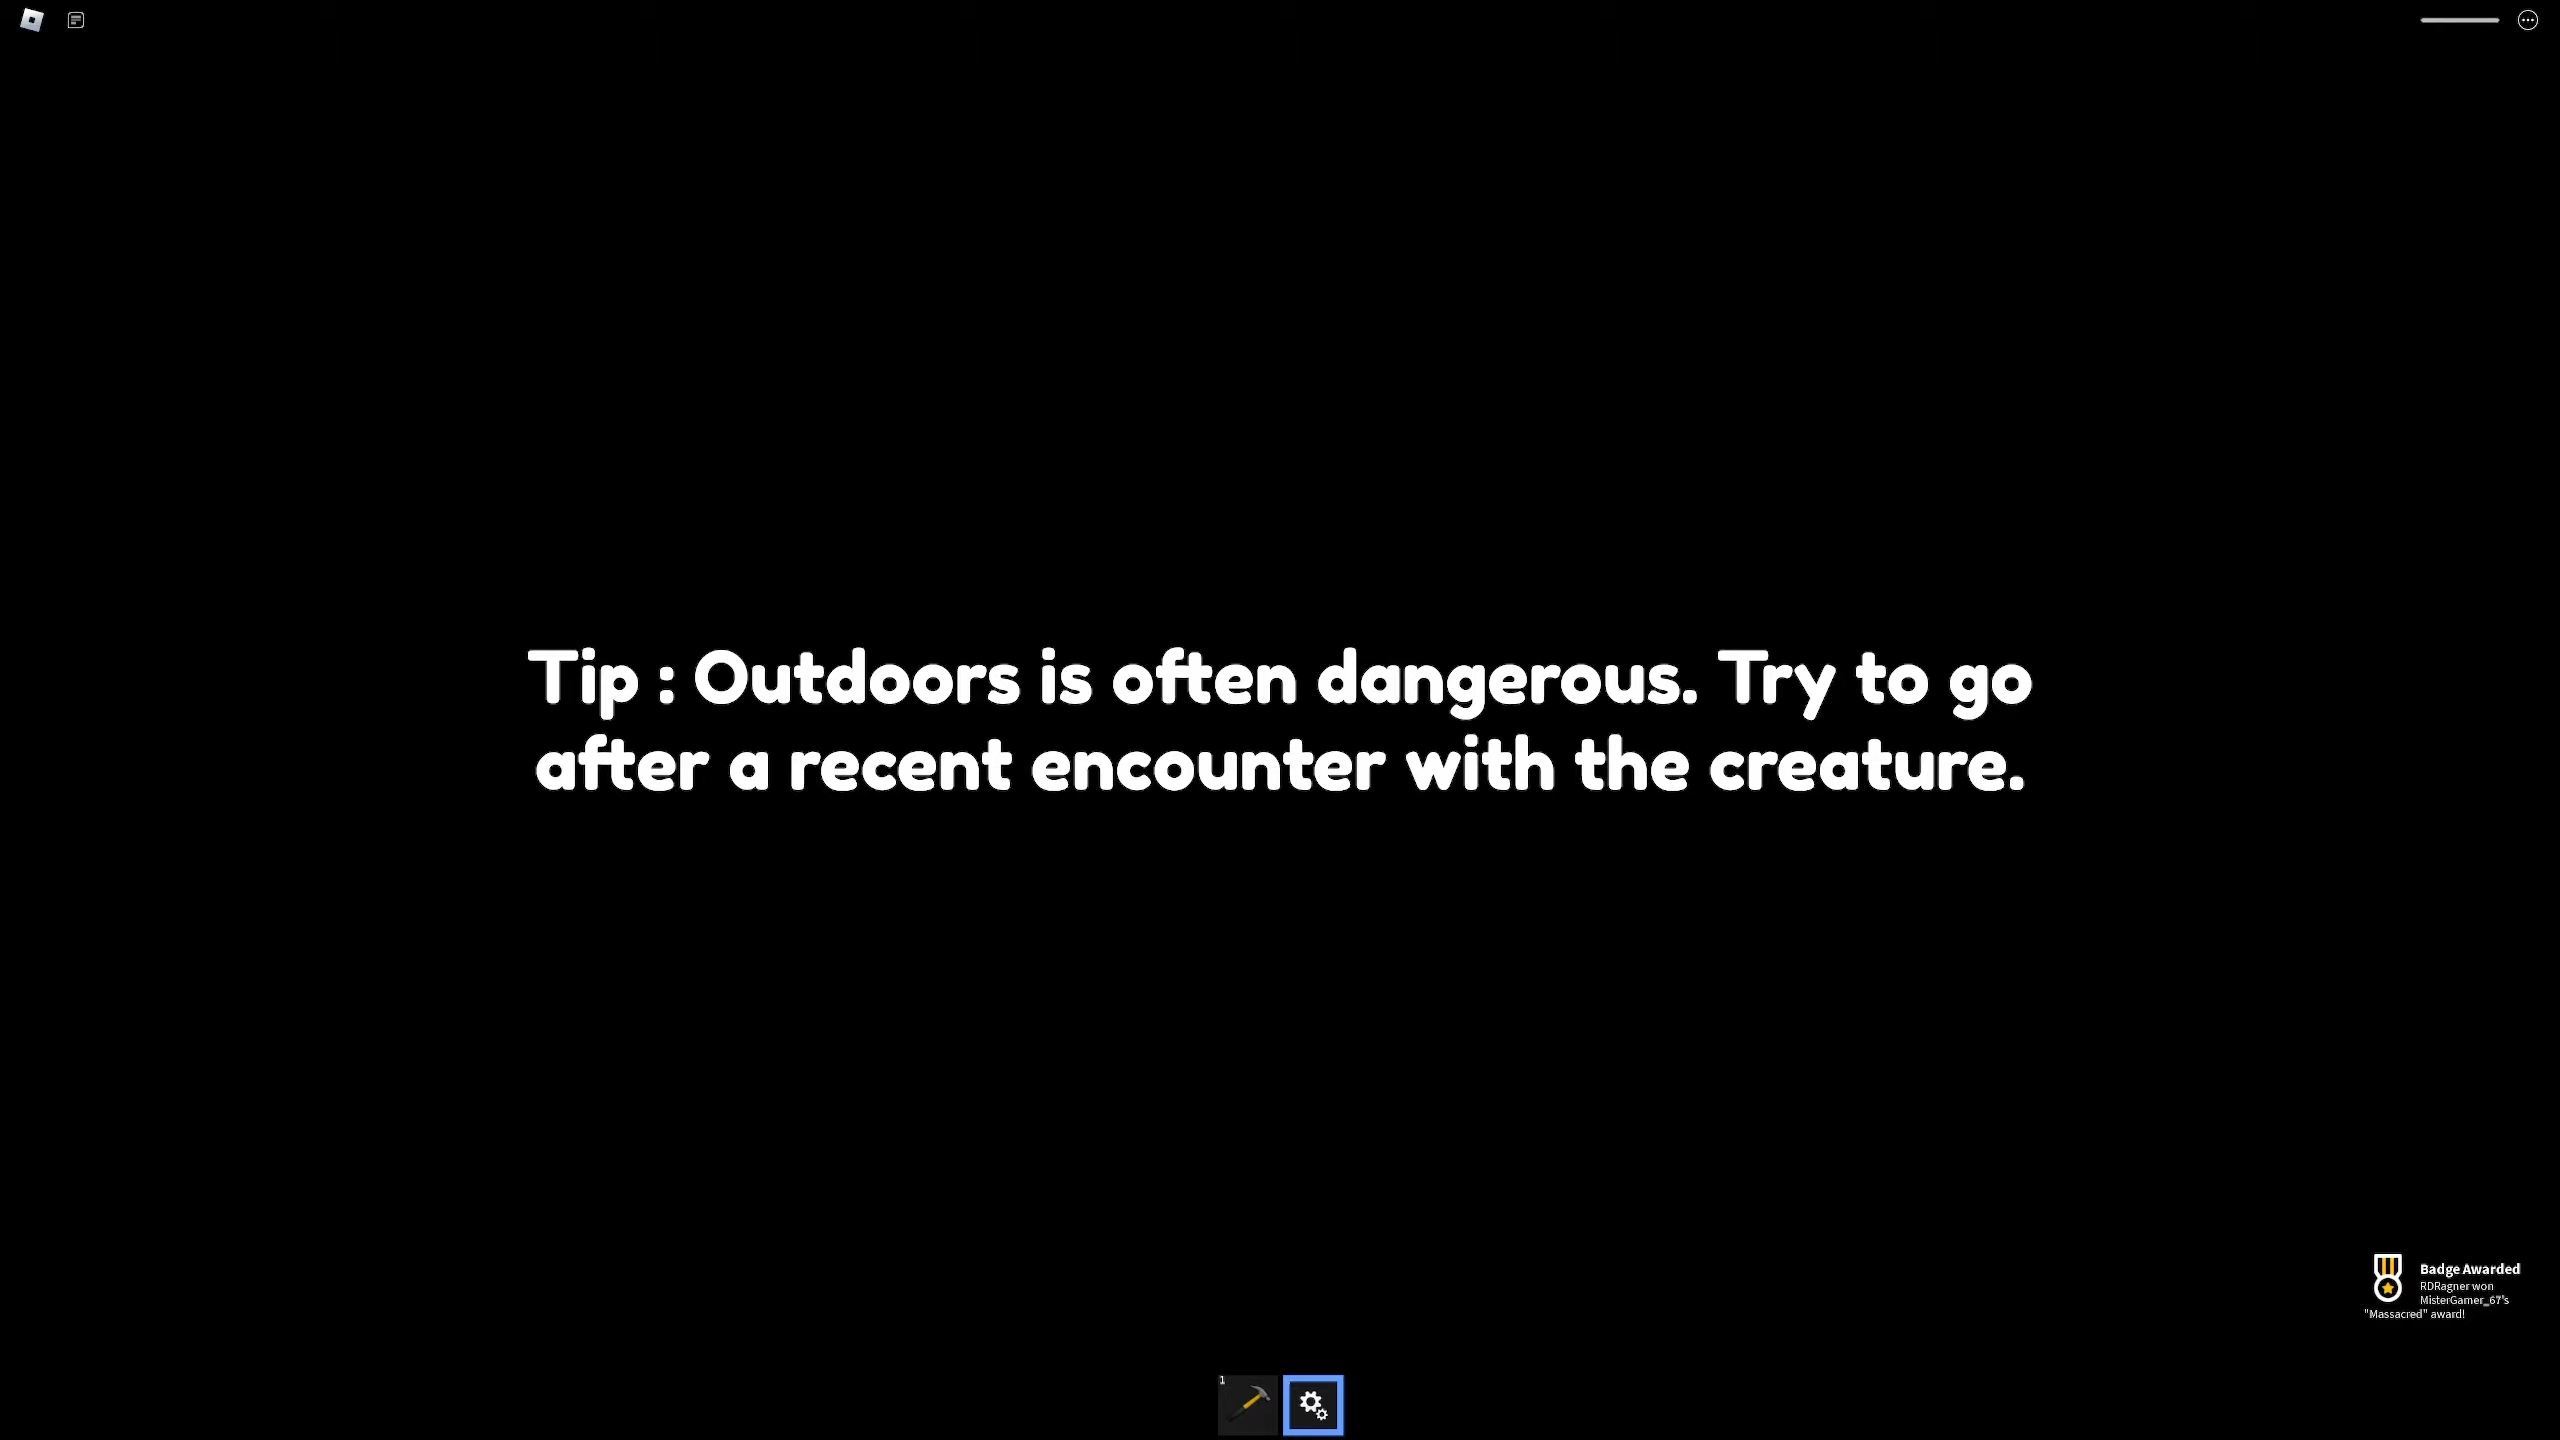 Tip : Outdoors is often dangerous. Try to go
after a recent encounter with the creature.
Badge Awarded
RDRagner won
MisterGamer_67's
"Massacred" award!
1